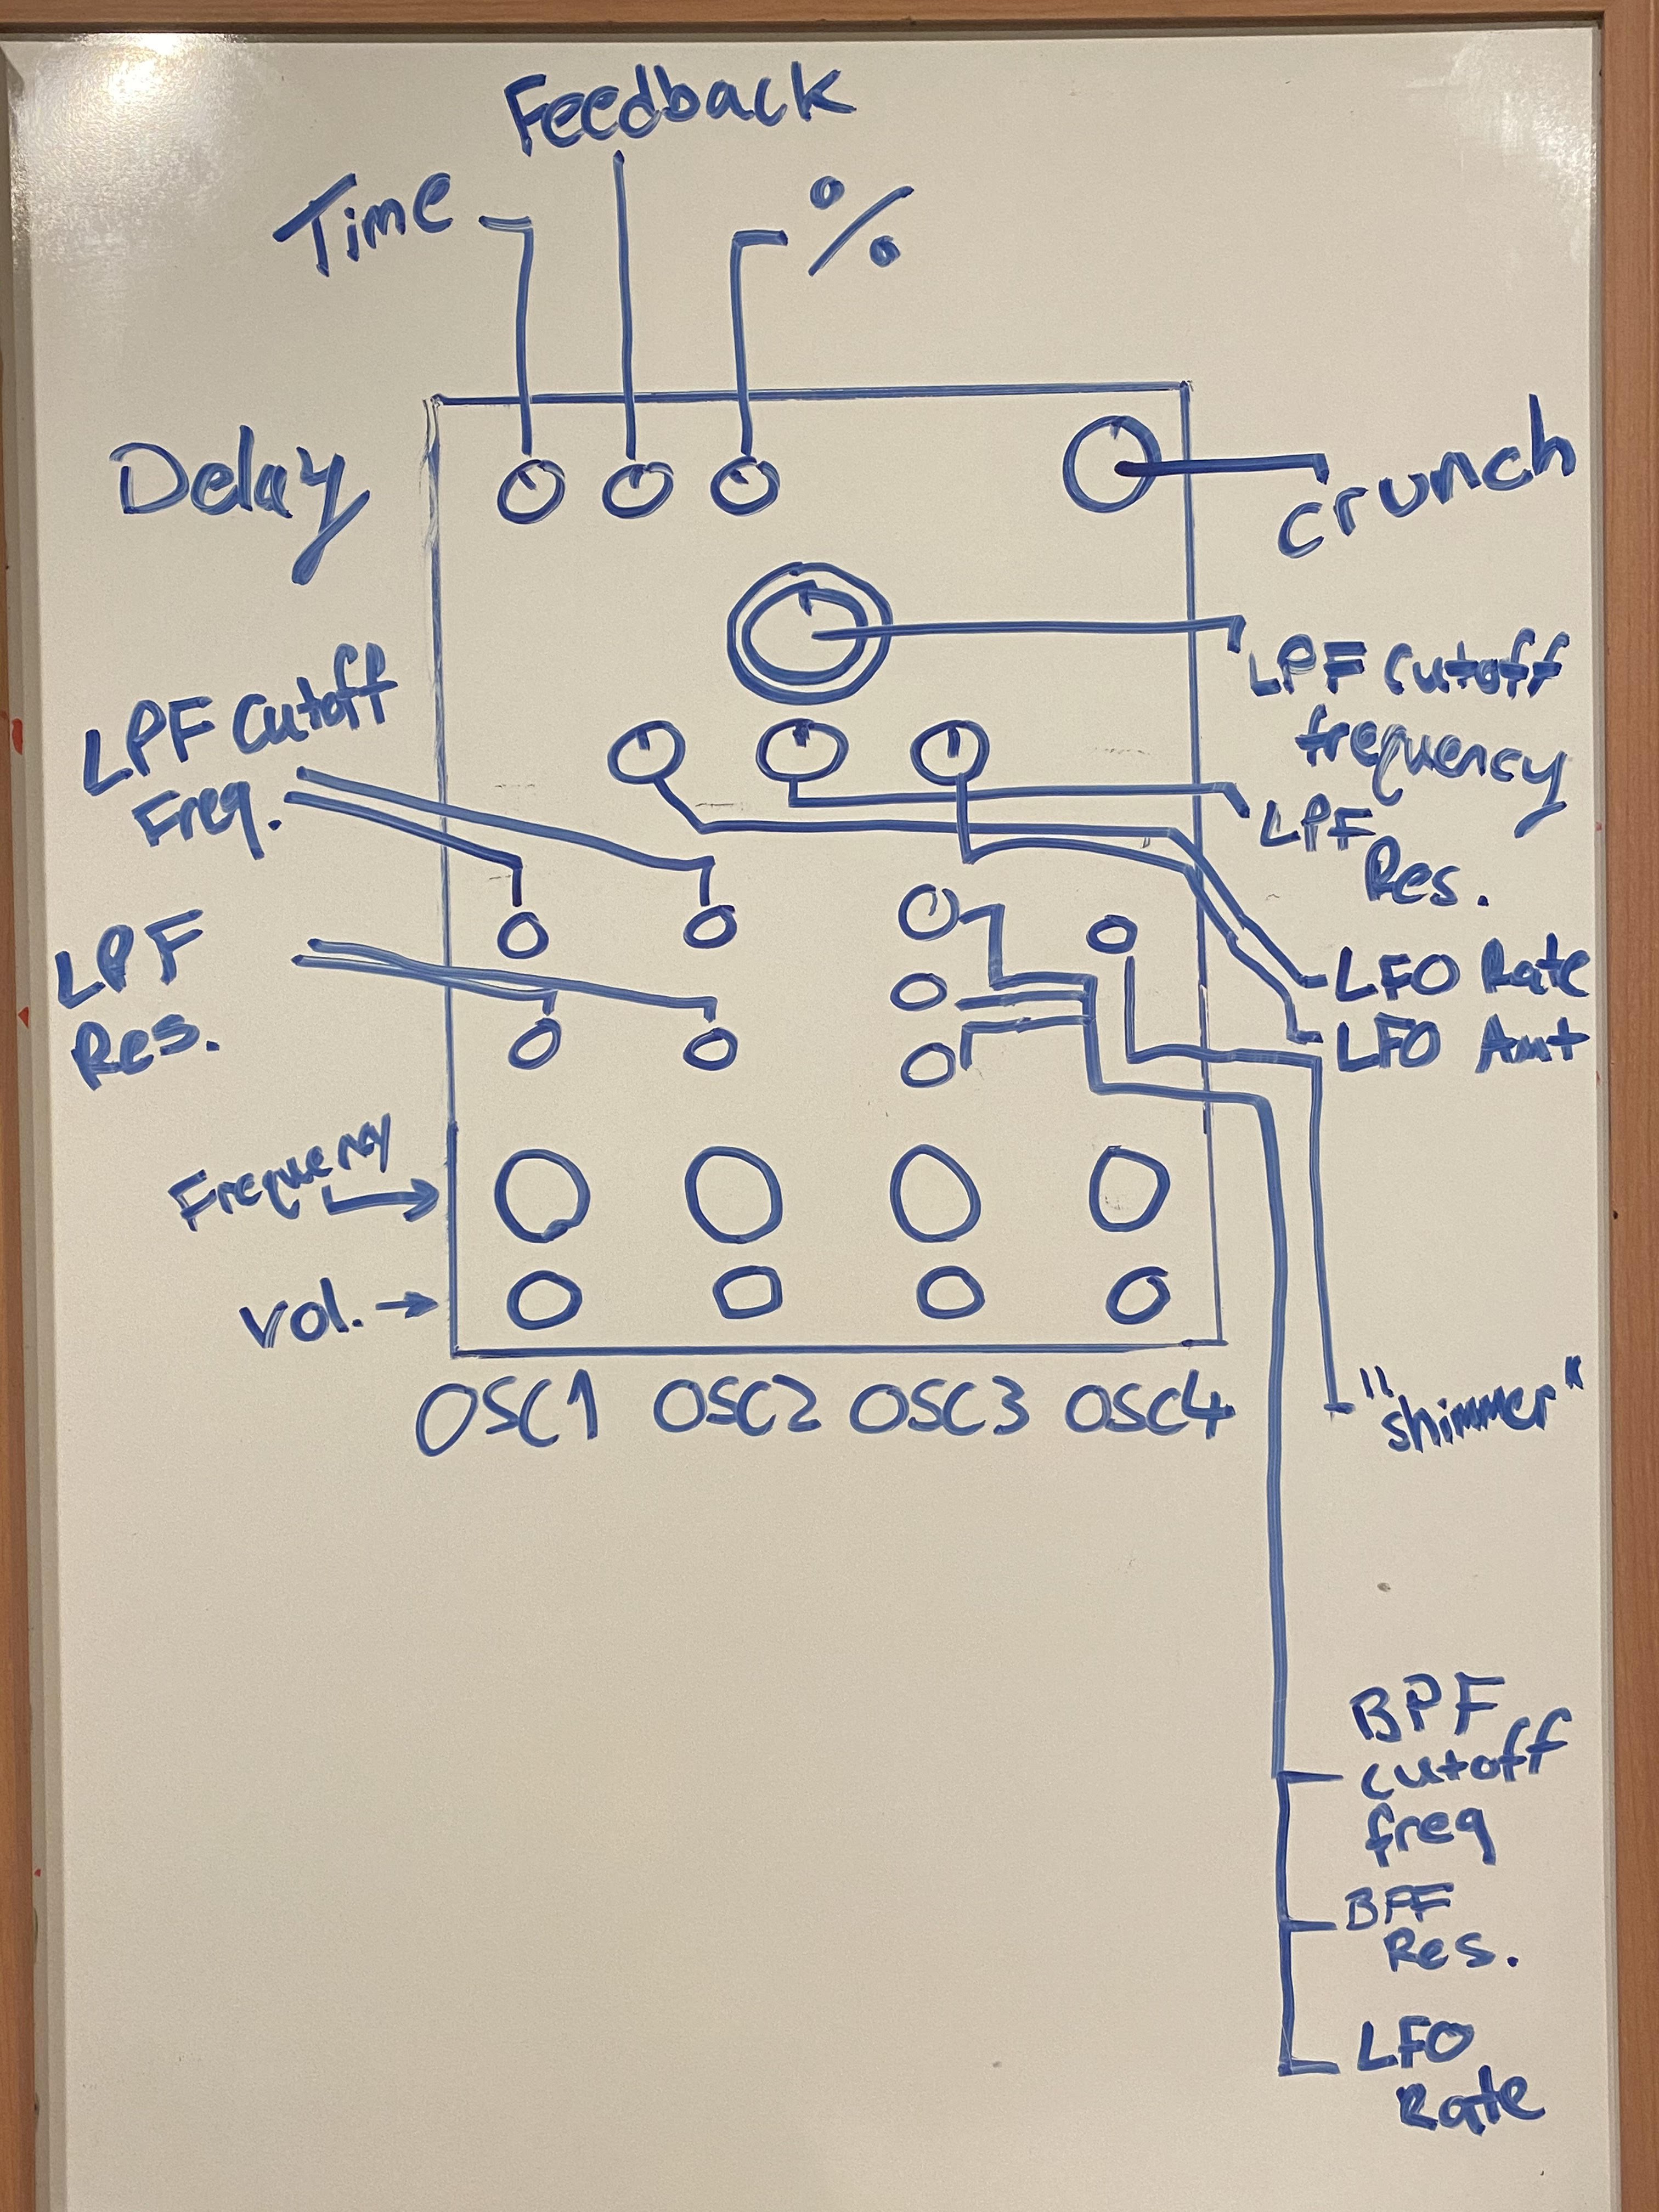 Feedback
Time
%
Delay
Crunch
LPF Cutoff
frequency
LPF Cutoff
Freq.
LPF
Res.
LPF
Res.
LFO Rate
LFO Amt
Frequency
Vol.
OSC1 OSC2 OSC3 OSC4
"shimmer"
BPF
cutoff
freq
BPF
Res.
LFO
Rate